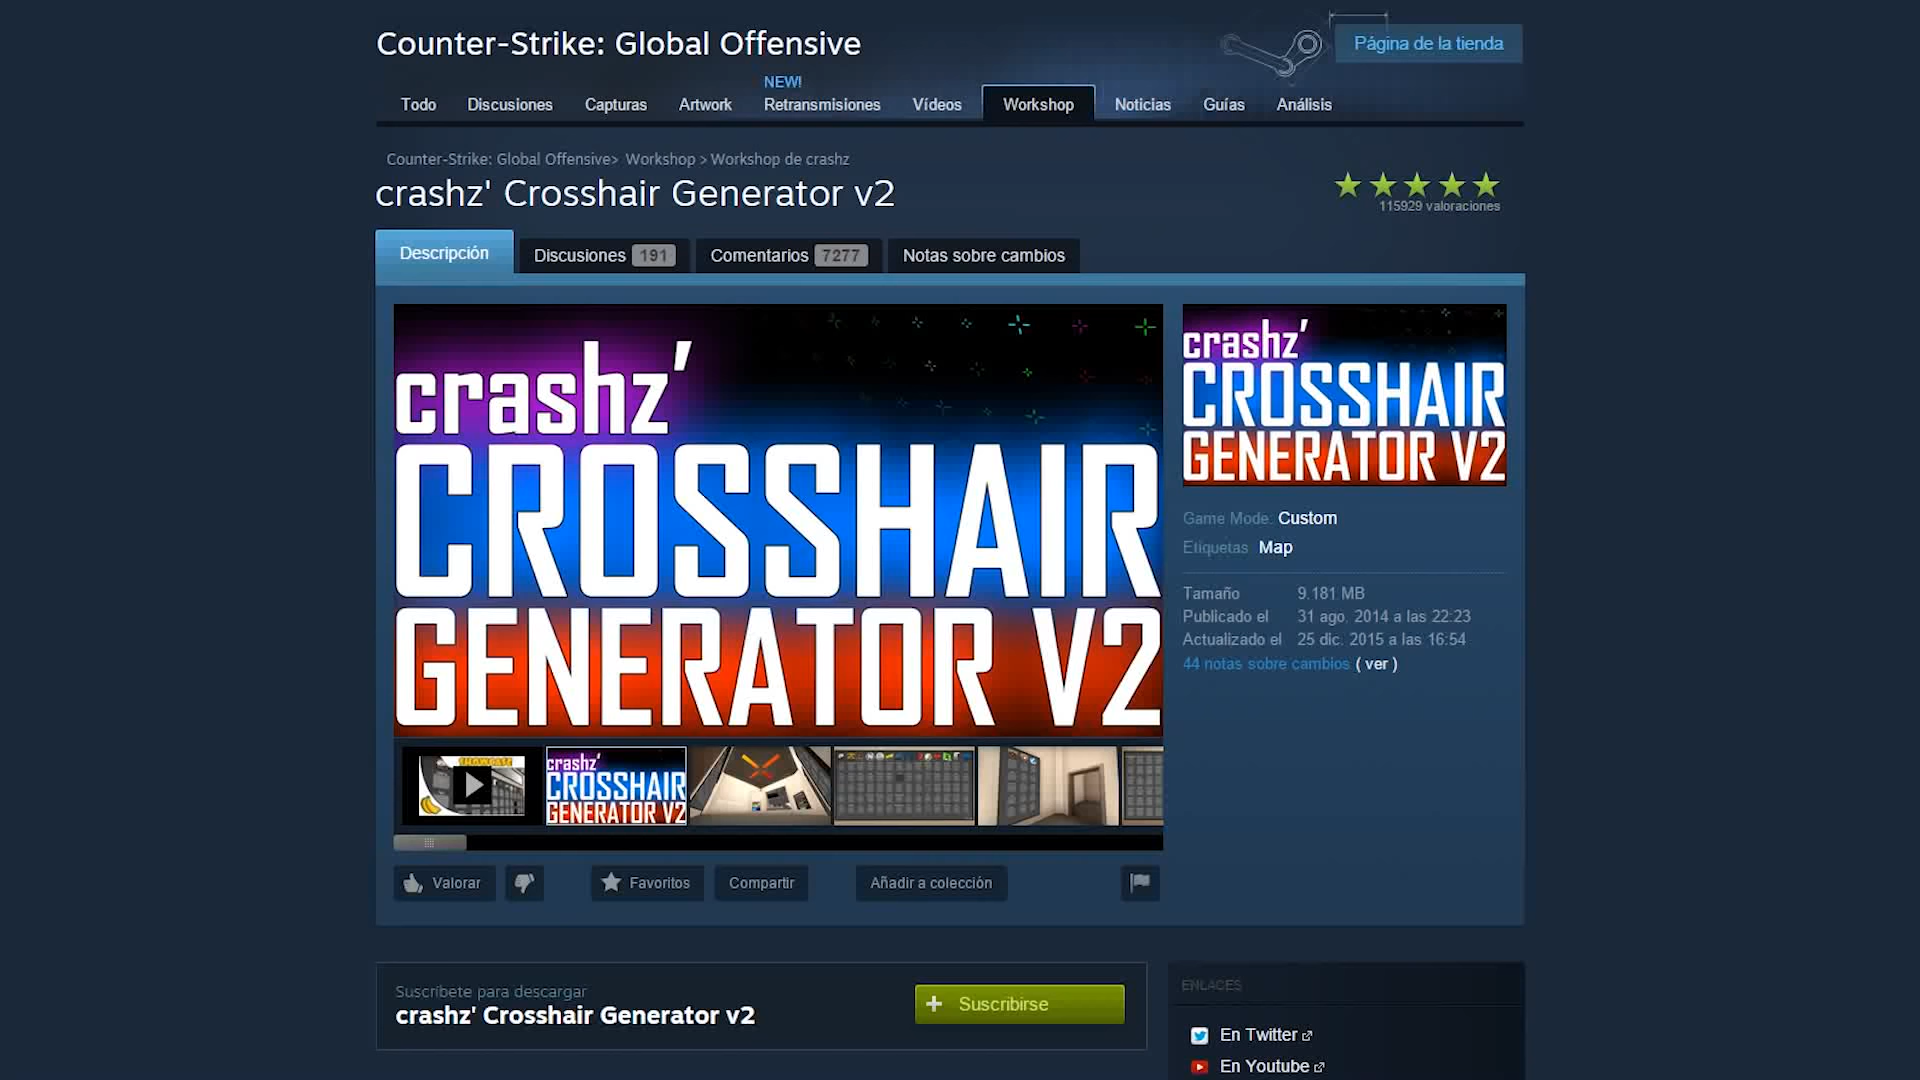 Counter-Strike: Global Offensive
Página de la tienda
NEW!
Todo Discusiones Capturas Artwork Retransmisiones Vídeos Workshop Noticias Guías Análisis
Counter-Strike: Global Offensive> Workshop > Workshop de crashz
crashz' Crosshair Generator v2
115929 valoraciones
Descripción Discusiones 191 Comentarios 7277 Notas sobre cambios
crashz'
CROSSHAIR
GENERATOR V2
crashz'
CROSSHAIR
GENERATOR V2
Game Mode: Custom
Etiquetas Map
Tamaño 9.181 MB
Publicado el 31 ago. 2014 a las 22:23
Actualizado el 25 dic. 2015 a las 16:54
44 notas sobre cambios ( ver )
SHOWCASE
crashz'
CROSSHAIR
GENERATOR V2
Valorar Favoritos Compartir Añadir a colección
Suscríbete para descargar
crashz' Crosshair Generator v2
+ Suscribirse
ENLACES
En Twitter
En Youtube